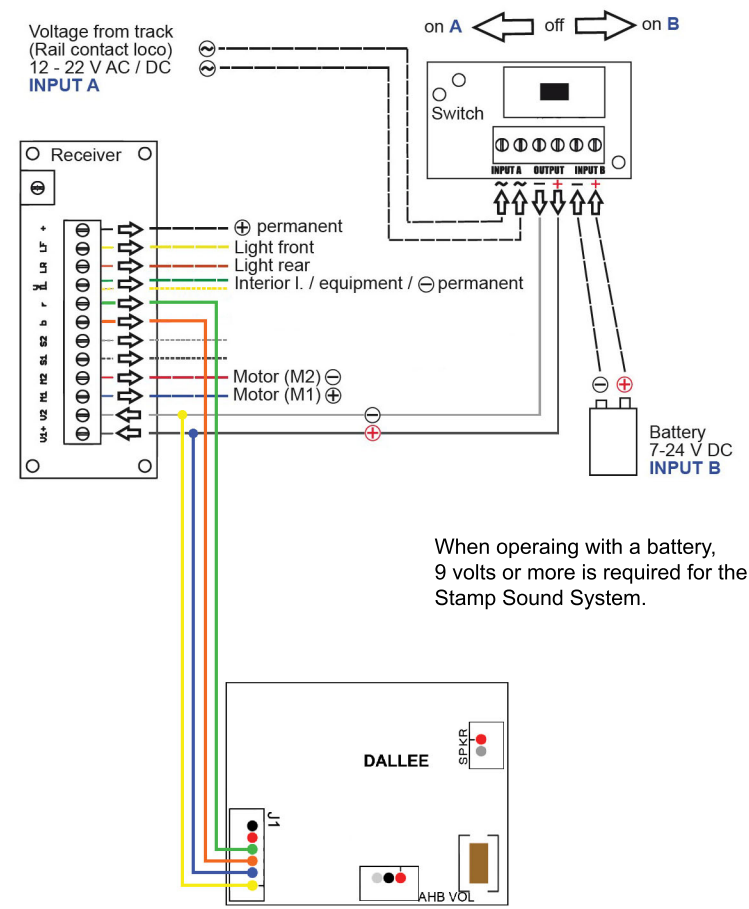 Voltage from track
(Rail contact loco)
12 - 22 V AC / DC
INPUT A
on A
off
on B
Switch
INPUT A
OUTPUT
INPUT B
~ ~ − + − +
Receiver
+
LF
LR
r
b
S2
S1
M2
M1
U2
U1+
+ permanent
Light front
Light rear
Interior l. / equipment / − permanent
Motor (M2) −
Motor (M1) +
−
+
− +
Battery
7-24 V DC
INPUT B
When operaing with a battery,
9 volts or more is required for the
Stamp Sound System.
DALLEE
SPKR
J1
AHB VOL